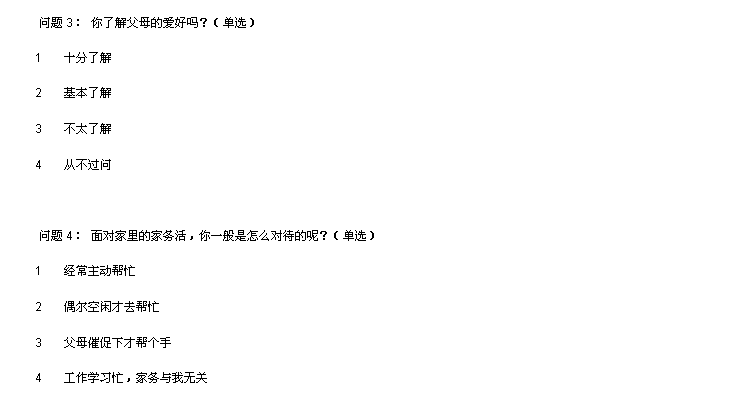 问题 3： 你了解父母的爱好吗？（ 单选 ）
1 十分了解
2 基本了解
3 不太了解
4 从不过问
问题 4： 面对家里的家务活，你一般是怎么对待的呢？（ 单选 ）
1 经常主动帮忙
2 偶尔空闲才去帮忙
3 父母催促下才帮个手
4 工作学习忙，家务与我无关